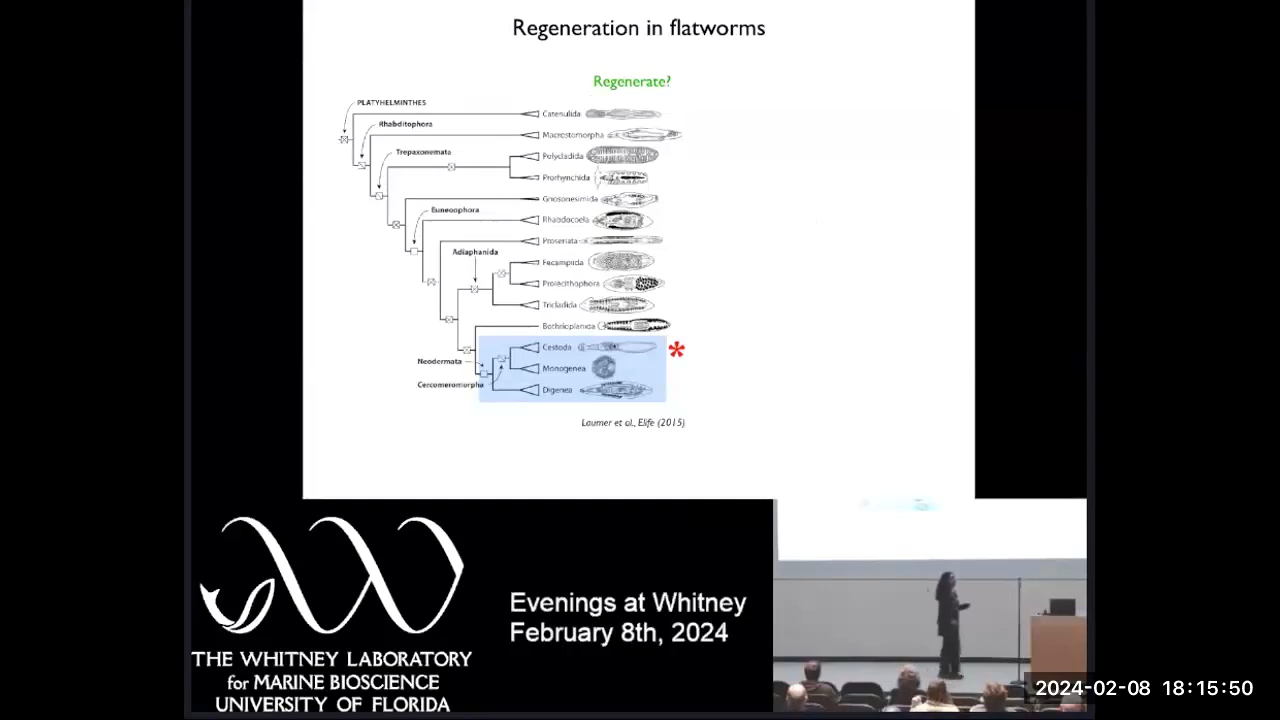 Regeneration in flatworms
Regenerate?
PLATYHELMINTHES
Catenulida
Rhabditophora
Macrostomorpha
Trepaxonemata
Polycladida
Prorhynchida
Gnosonesimida
Euneoophora
Rhabdocoela
Proseriata
Adiaphanida
Fecampiida
Prolecithophora
Tricladida
Bothrioplanida
Cestoda
*
Neodermata
Monogenea
Cercomeromorpha
Digenea
Laumer et al., Elife (2015)
THE WHITNEY LABORATORY
for MARINE BIOSCIENCE
UNIVERSITY OF FLORIDA
Evenings at Whitney
February 8th, 2024
2024-02-08 18:15:50